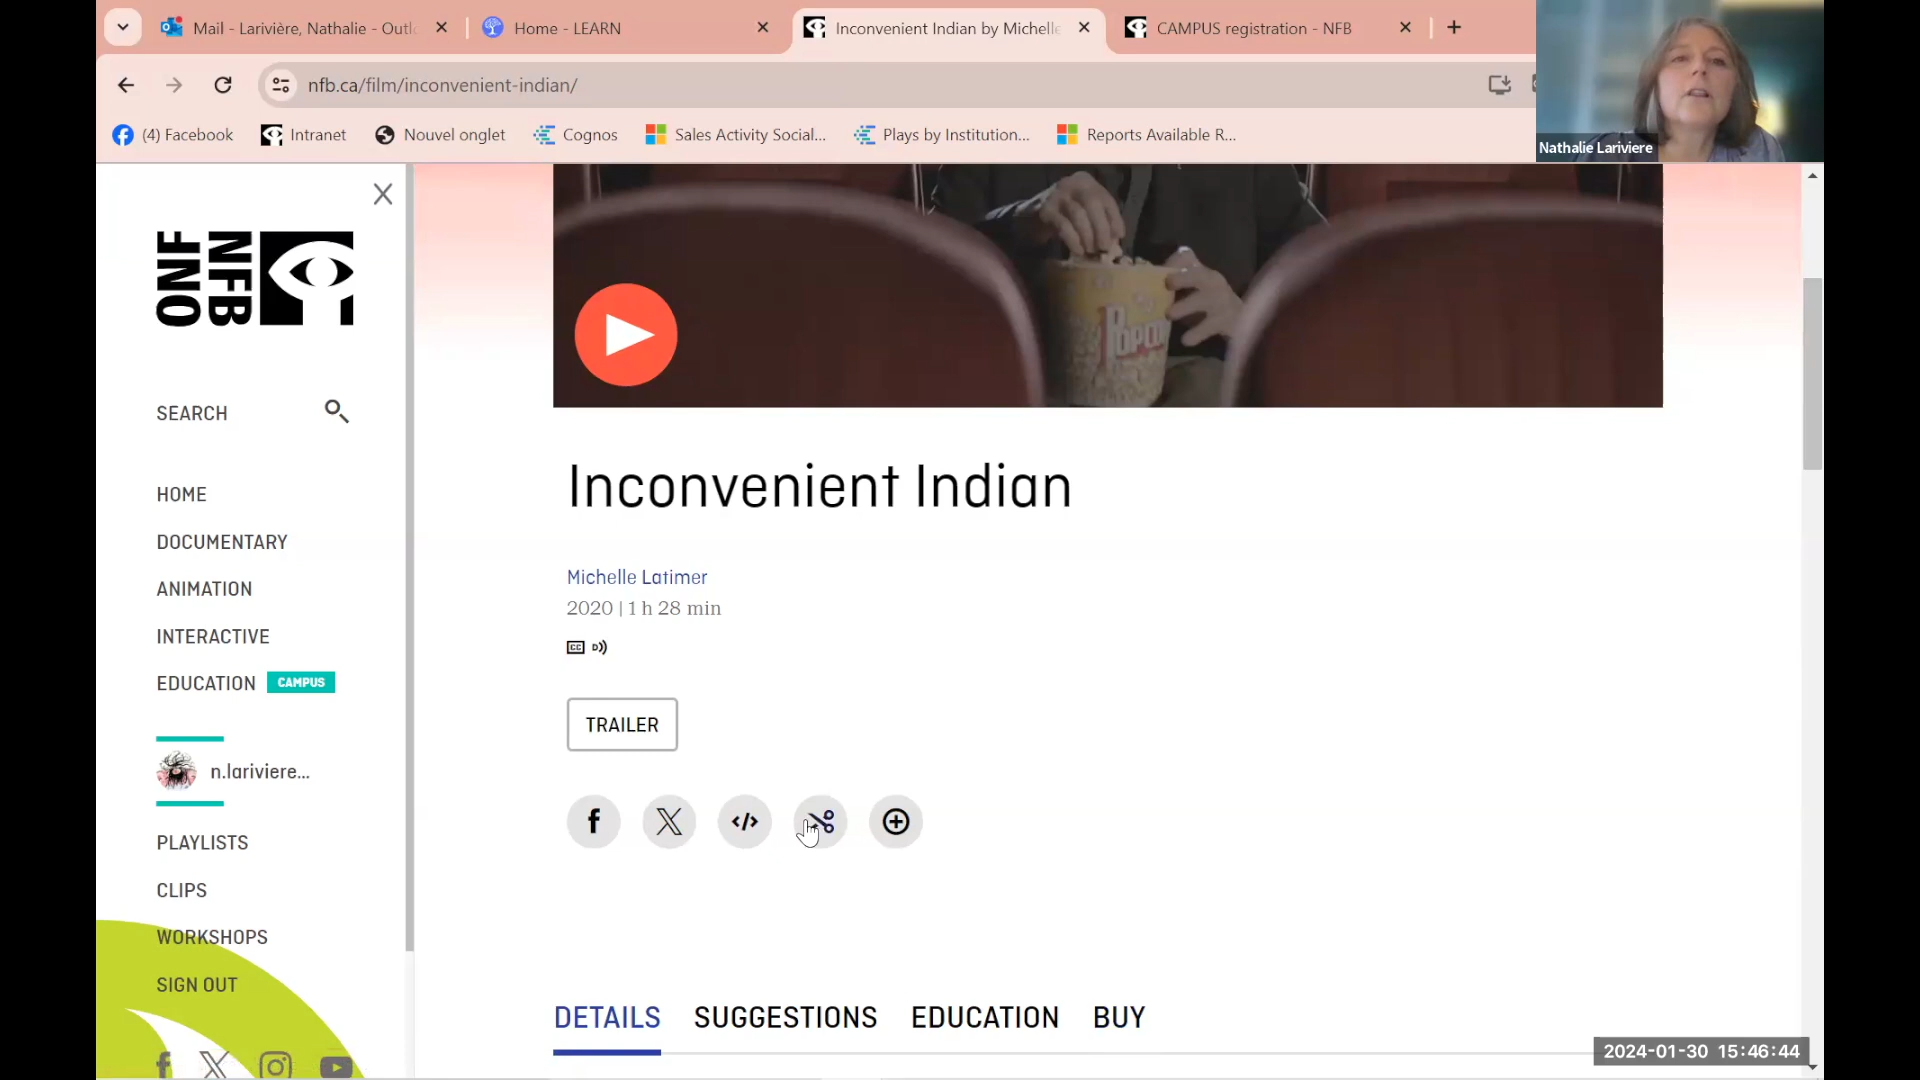 Mail - Larivière, Nathalie - Outl
Home - LEARN
Inconvenient Indian by Michelle
CAMPUS registration - NFB
nfb.ca/film/inconvenient-indian/
(4) Facebook
Intranet
Nouvel onglet
Cognos
Sales Activity Social...
Plays by Institution...
Reports Available R...
Nathalie Lariviere
ONF
NFB
SEARCH
HOME
DOCUMENTARY
ANIMATION
INTERACTIVE
EDUCATION CAMPUS
n.lariviere...
PLAYLISTS
CLIPS
WORKSHOPS
SIGN OUT
Inconvenient Indian
Michelle Latimer
2020 | 1 h 28 min
CC D
TRAILER
DETAILS SUGGESTIONS EDUCATION BUY
2024-01-30 15:46:44